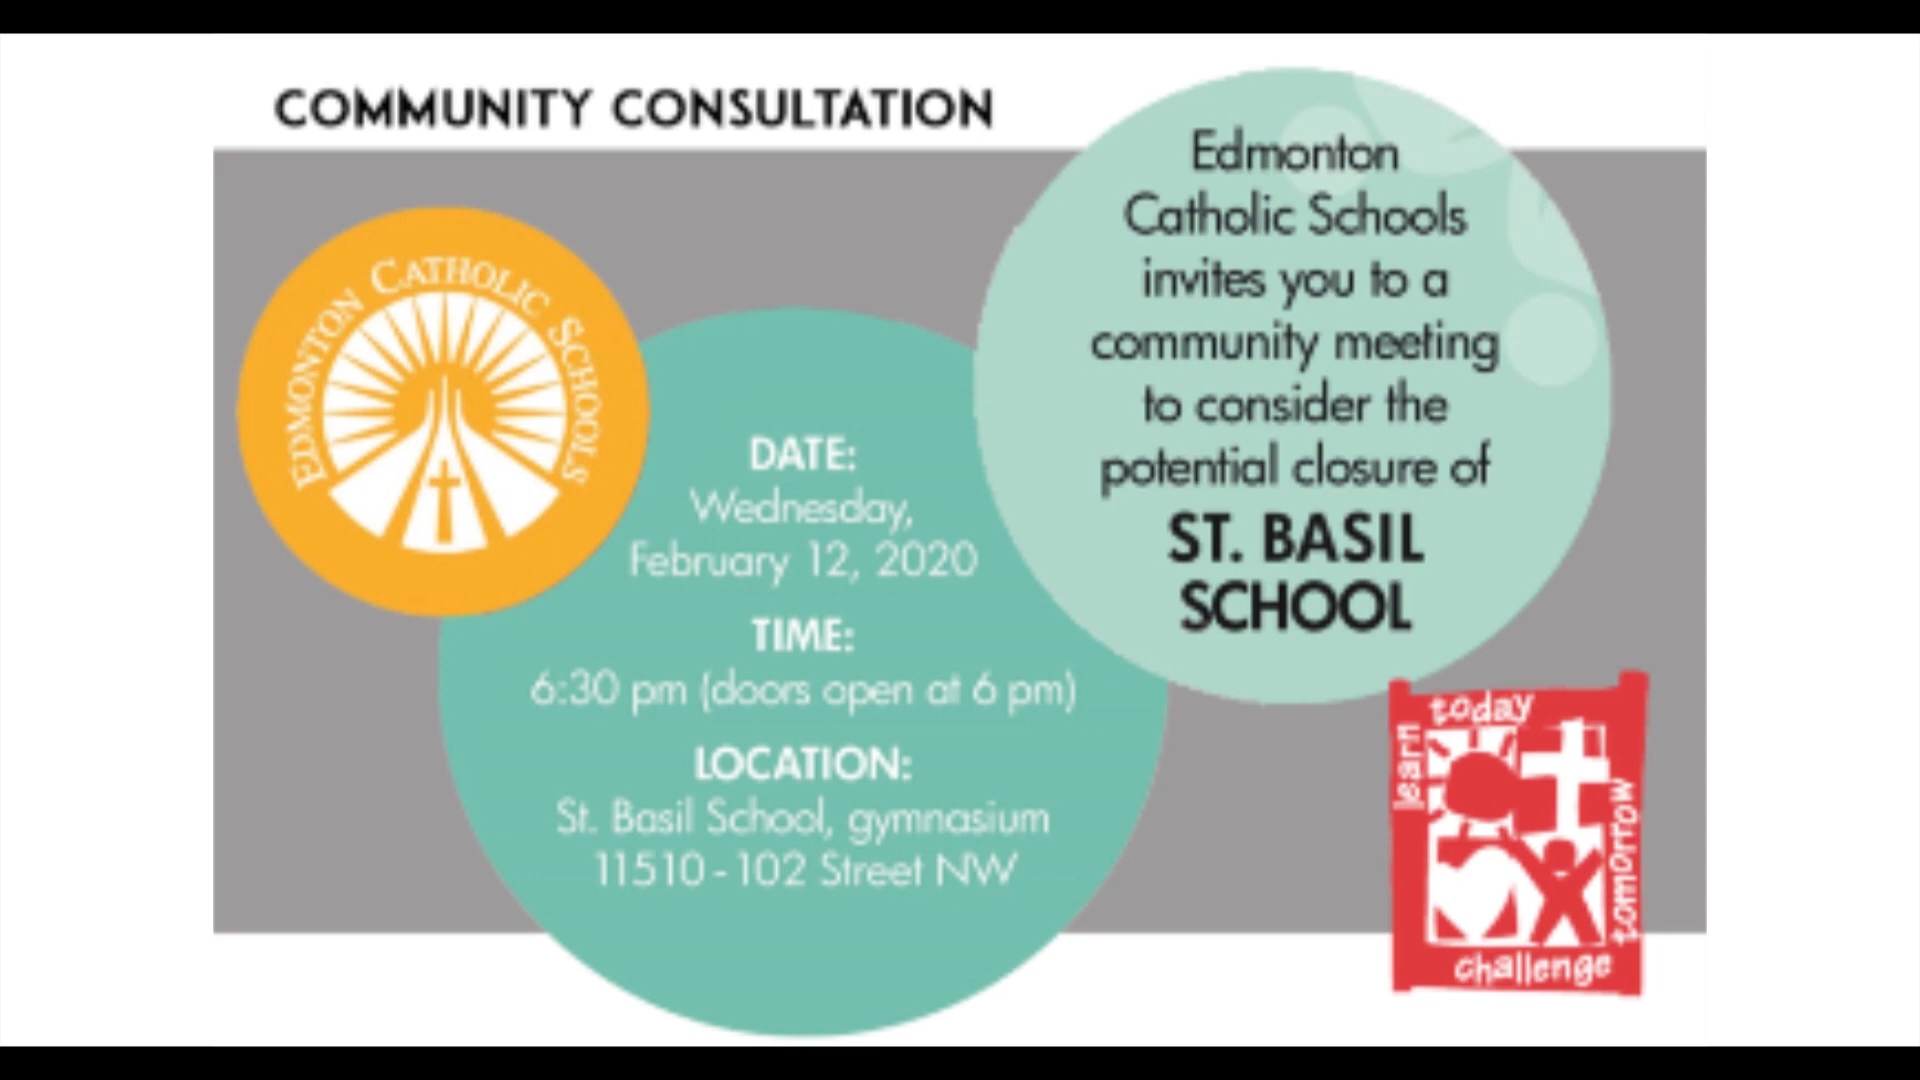 COMMUNITY CONSULTATION
EDMONTON CATHOLIC SCHOOLS
Edmonton
Catholic Schools
invites you to a
community meeting
to consider the
potential closure of
ST. BASIL
SCHOOL
DATE:
Wednesday,
February 12, 2020
TIME:
6:30 pm (doors open at 6 pm)
LOCATION:
St. Basil School, gymnasium
11510 - 102 Street NW
learn
today
challenge
tomorrow